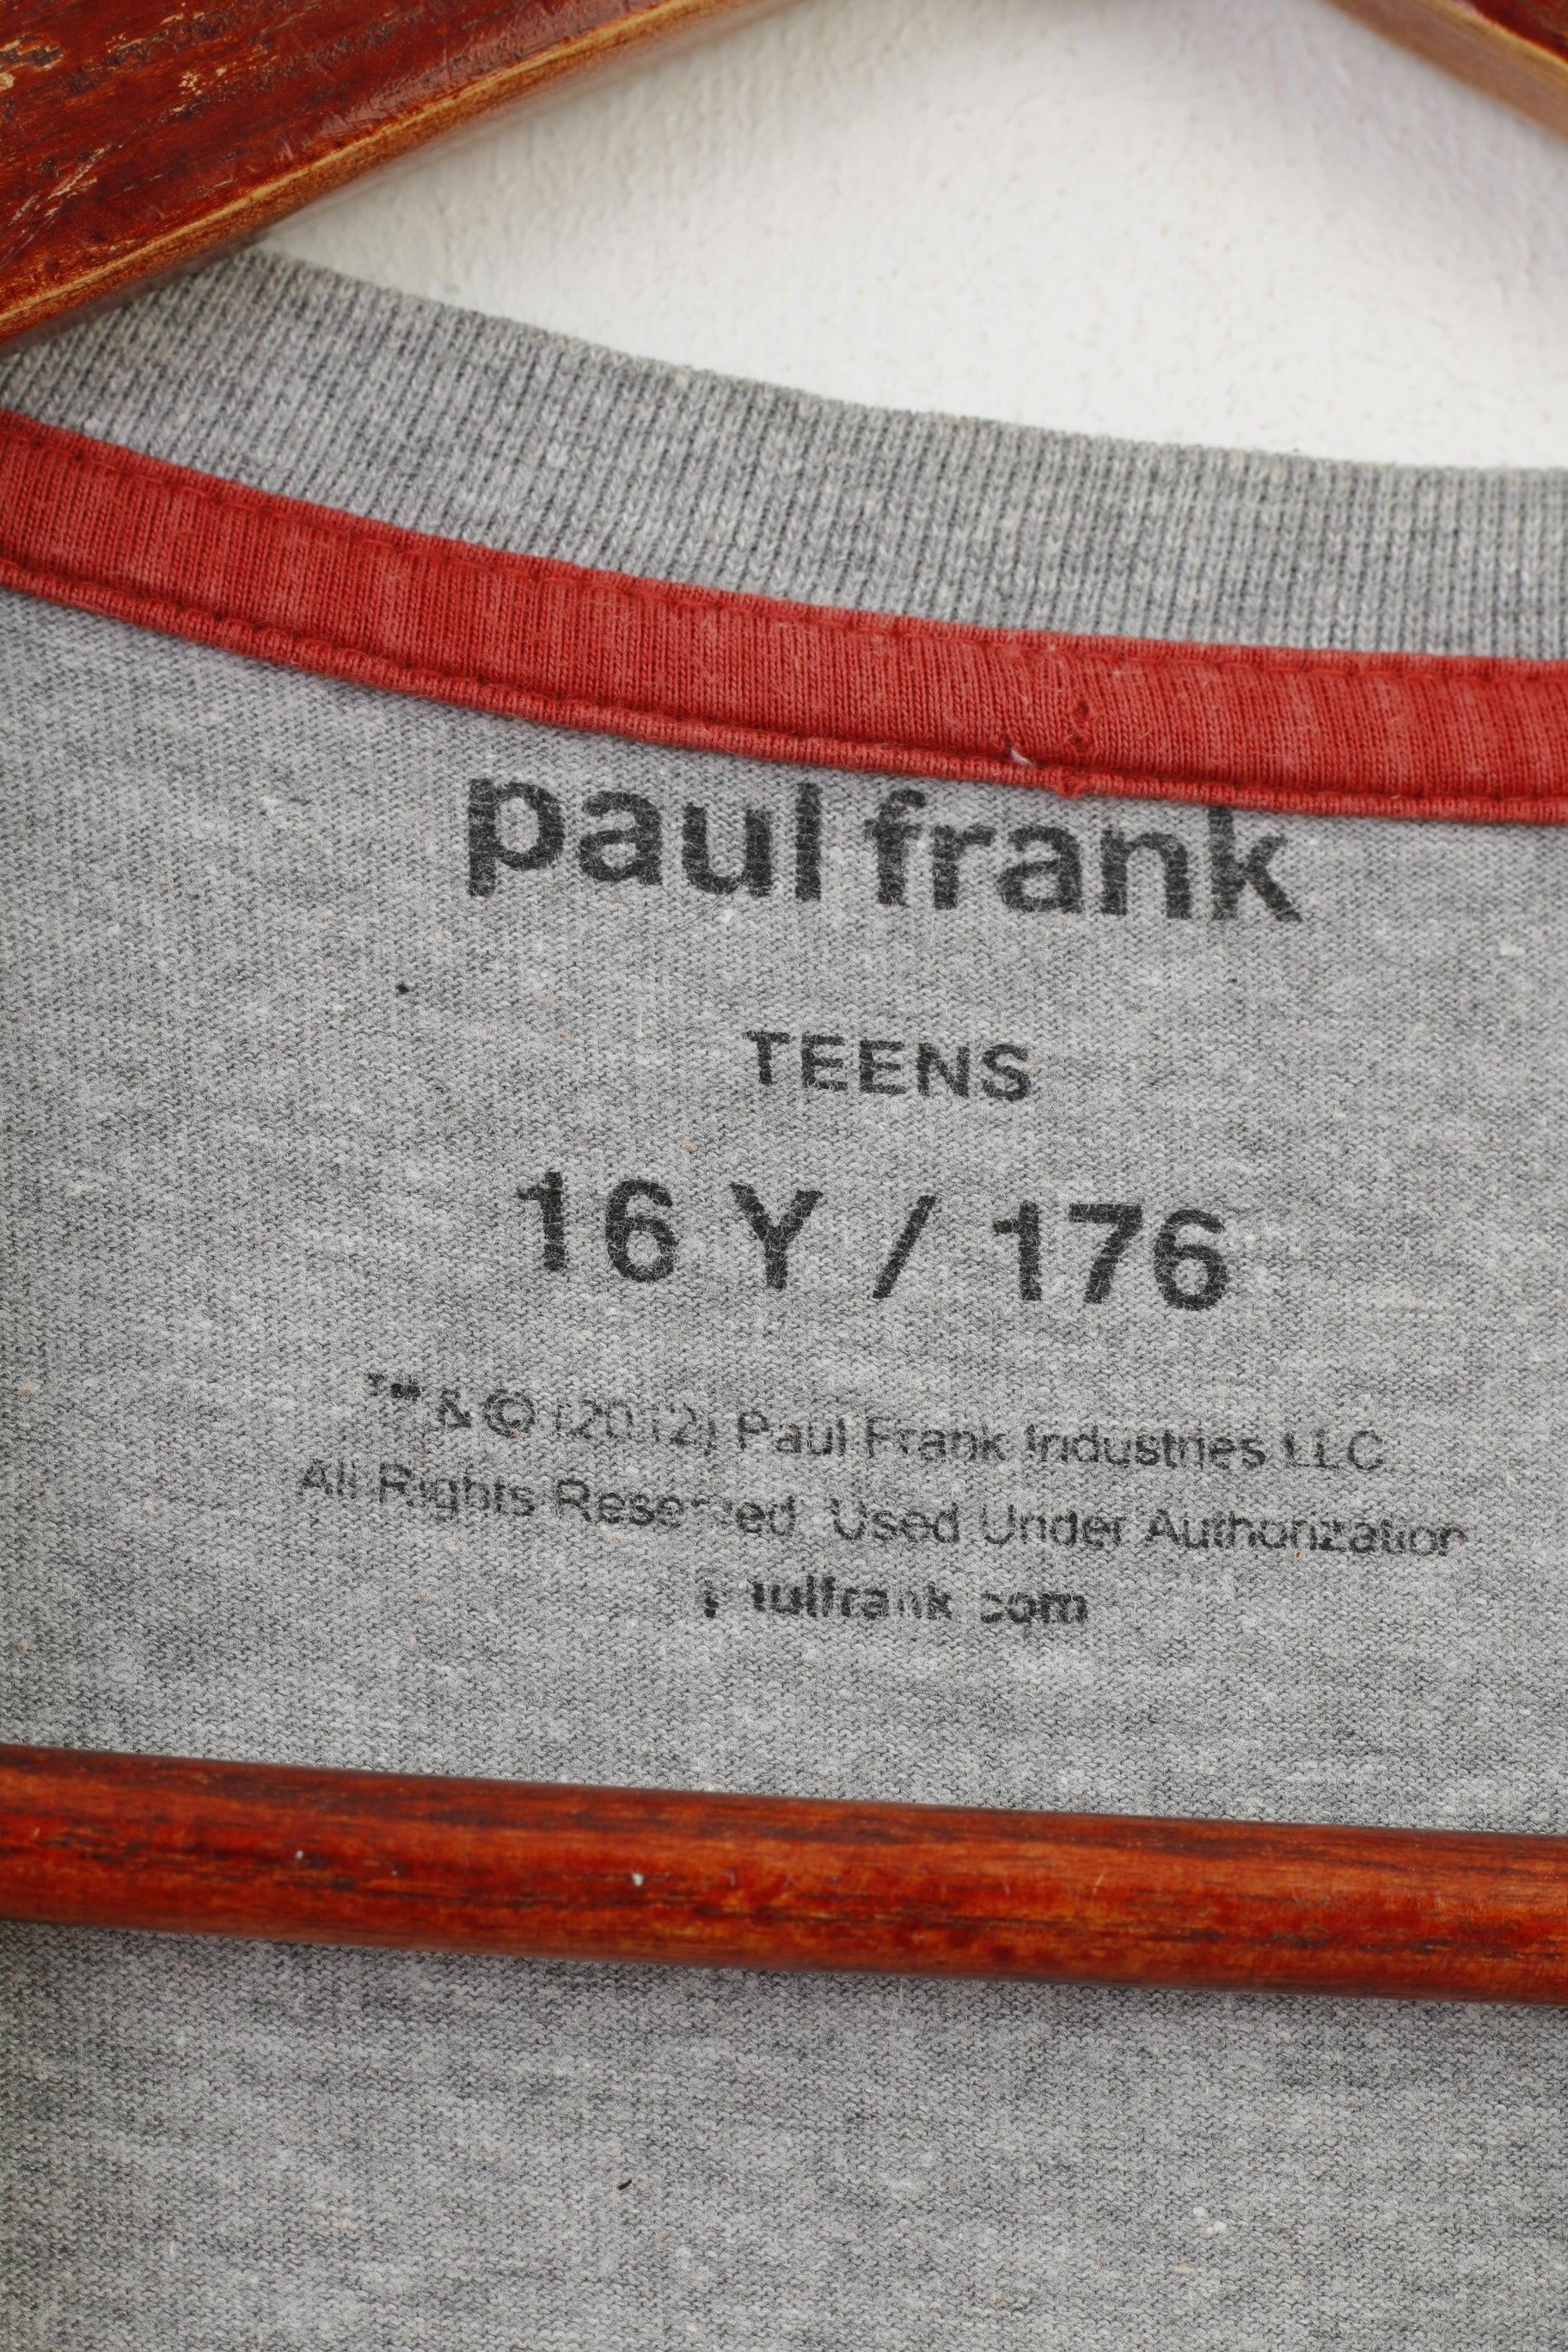 paul frank
TEENS
16 Y / 176
™ & © (2012) Paul Frank Industries LLC
All Rights Reserved. Used Under Authorization
paulfrank.com